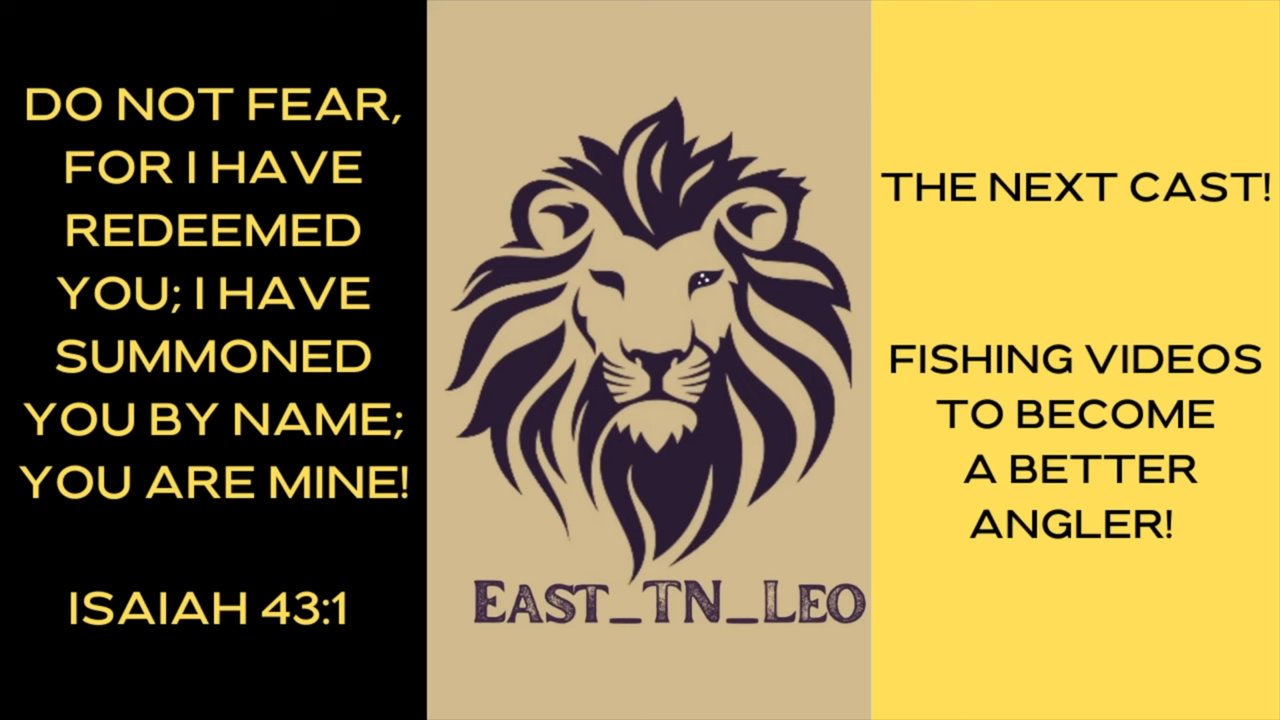 DO NOT FEAR,
FOR I HAVE
REDEEMED
YOU; I HAVE
SUMMONED
YOU BY NAME;
YOU ARE MINE!
ISAIAH 43:1
EAST_TN_LEO
THE NEXT CAST!
FISHING VIDEOS
TO BECOME
A BETTER
ANGLER!